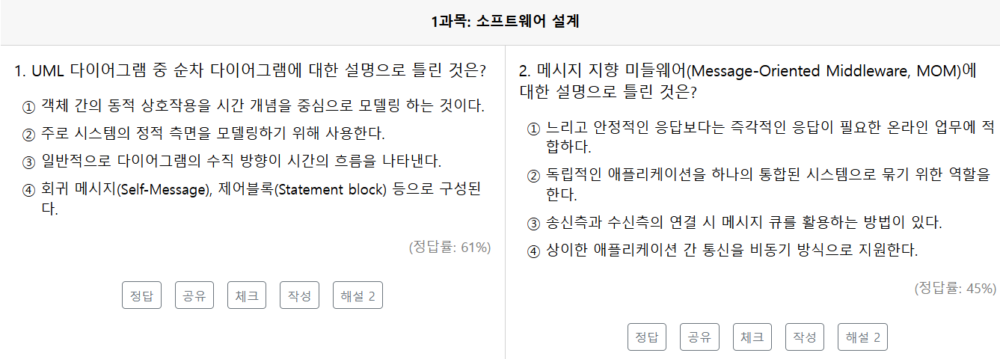 1과목: 소프트웨어 설계
1. UML 다이어그램 중 순차 다이어그램에 대한 설명으로 틀린 것은?
① 객체 간의 동적 상호작용을 시간 개념을 중심으로 모델링 하는 것이다.
② 주로 시스템의 정적 측면을 모델링하기 위해 사용한다.
③ 일반적으로 다이어그램의 수직 방향이 시간의 흐름을 나타낸다.
④ 회귀 메시지(Self-Message), 제어블록(Statement block) 등으로 구성된
다.
(정답률: 61%)
정답 공유 체크 작성 해설 2
2. 메시지 지향 미들웨어(Message-Oriented Middleware, MOM)에
대한 설명으로 틀린 것은?
① 느리고 안정적인 응답보다는 즉각적인 응답이 필요한 온라인 업무에 적
합하다.
② 독립적인 애플리케이션을 하나의 통합된 시스템으로 묶기 위한 역할을
한다.
③ 송신측과 수신측의 연결 시 메시지 큐를 활용하는 방법이 있다.
④ 상이한 애플리케이션 간 통신을 비동기 방식으로 지원한다.
(정답률: 45%)
정답 공유 체크 작성 해설 2